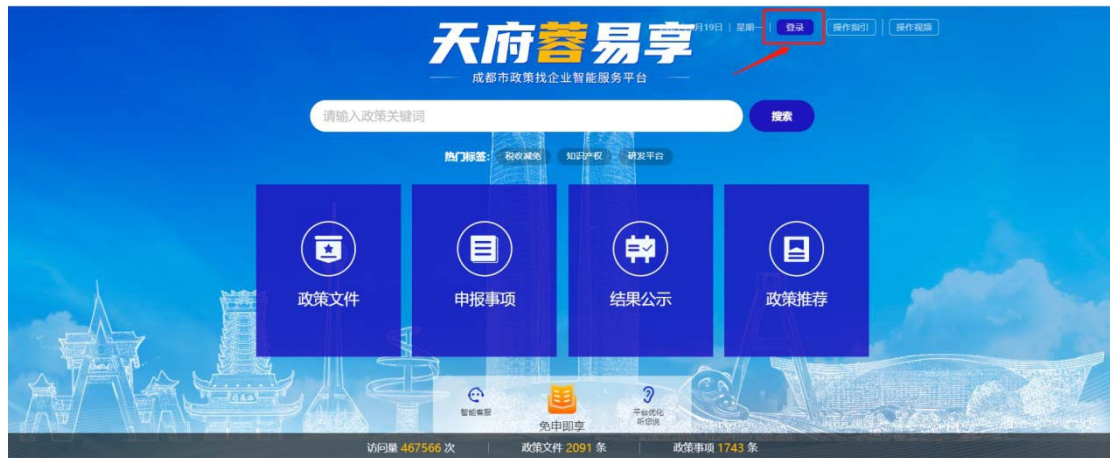 天府蓉易享
月19日 | 星期一 | 登录 | 操作指引 | 操作视频
成都市政策找企业智能服务平台
请输入政策关键词 搜索
热门标签: 税收减免 知识产权 研发平台
政策文件 申报事项 结果公示 政策推荐
智能客服 免申即享 平台优化
听您说
访问量 467566 次 | 政策文件 2091 条 | 政策事项 1743 条